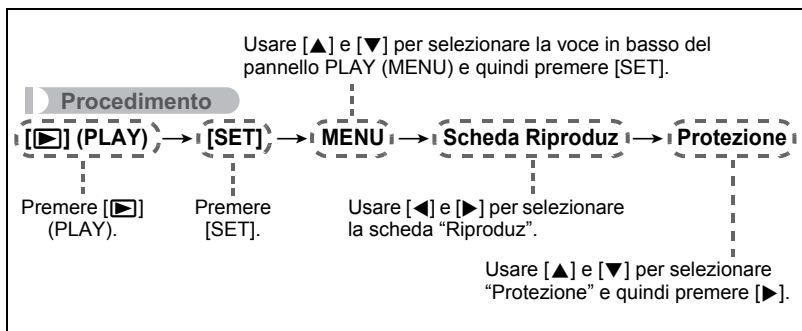 Usare [▲] e [▼] per selezionare la voce in basso del
pannello PLAY (MENU) e quindi premere [SET].
Procedimento
[▶] (PLAY) → [SET] → MENU → Scheda Riproduz → Protezione
Premere [▶]
(PLAY).
Premere
[SET].
Usare [◀] e [▶] per selezionare
la scheda “Riproduz”.
Usare [▲] e [▼] per selezionare
“Protezione” e quindi premere [▶].